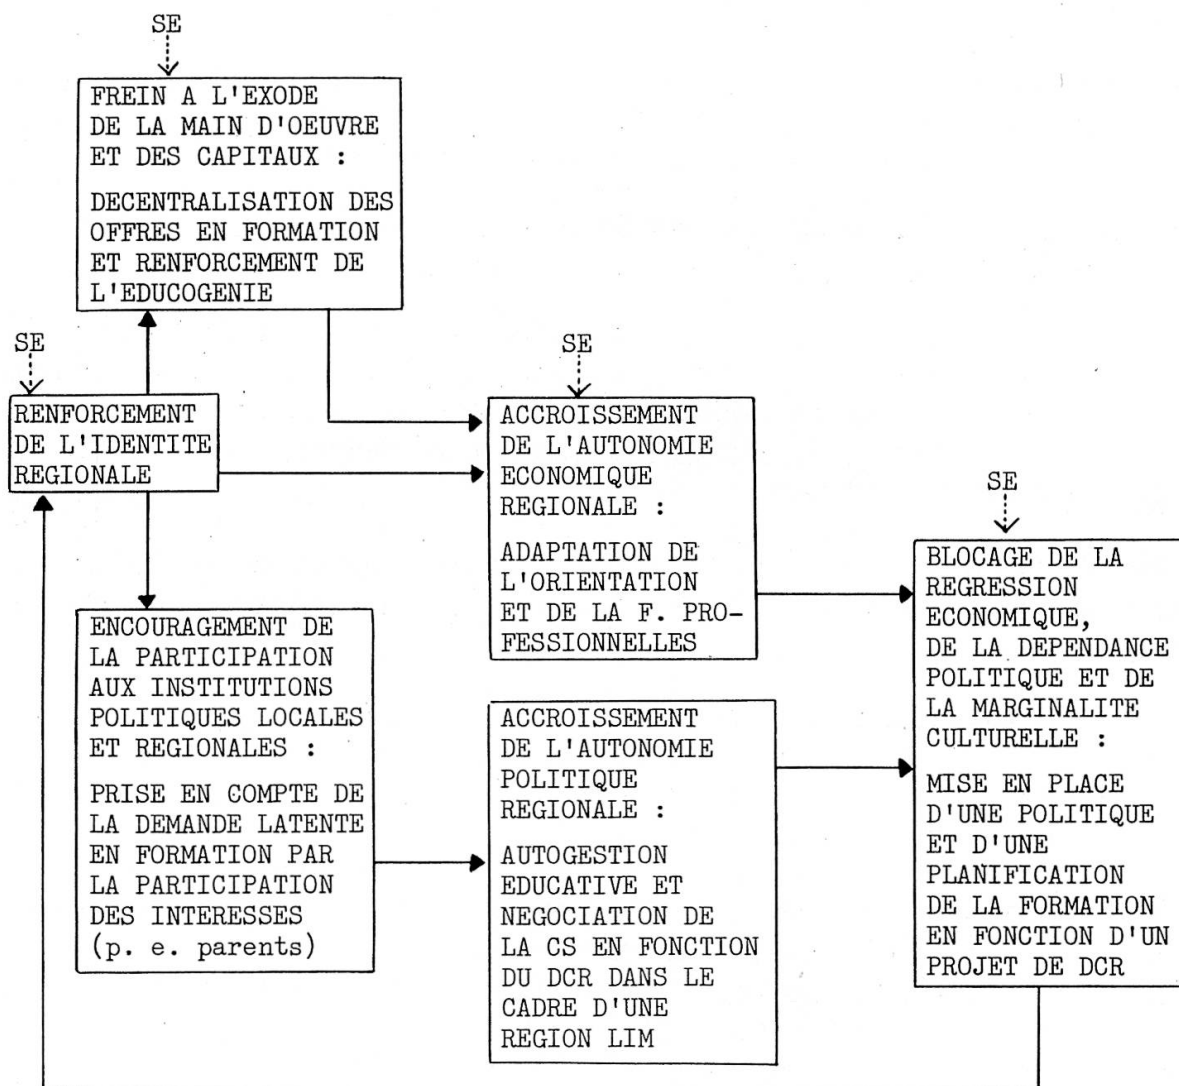 SE
FREIN A L'EXODE
DE LA MAIN D'OEUVRE
ET DES CAPITAUX :
DECENTRALISATION DES
OFFRES EN FORMATION
ET RENFORCEMENT DE
L'EDUCOGENIE
SE
RENFORCEMENT
DE L'IDENTITE
REGIONALE
ENCOURAGEMENT DE
LA PARTICIPATION
AUX INSTITUTIONS
POLITIQUES LOCALES
ET REGIONALES :
PRISE EN COMPTE DE
LA DEMANDE LATENTE
EN FORMATION PAR
LA PARTICIPATION
DES INTERESSES
(p. e. parents)
SE
ACCROISSEMENT
DE L'AUTONOMIE
ECONOMIQUE
REGIONALE :
ADAPTATION DE
L'ORIENTATION
ET DE LA F. PRO-
FESSIONNELLES
ACCROISSEMENT
DE L'AUTONOMIE
POLITIQUE
REGIONALE :
AUTOGESTION
EDUCATIVE ET
NEGOCIATION DE
LA CS EN FONCTION
DU DCR DANS LE
CADRE D'UNE
REGION LIM
SE
BLOCAGE DE LA
REGRESSION
ECONOMIQUE,
DE LA DEPENDANCE
POLITIQUE ET DE
LA MARGINALITE
CULTURELLE :
MISE EN PLACE
D'UNE POLITIQUE
ET D'UNE
PLANIFICATION
DE LA FORMATION
EN FONCTION D'UN
PROJET DE DCR